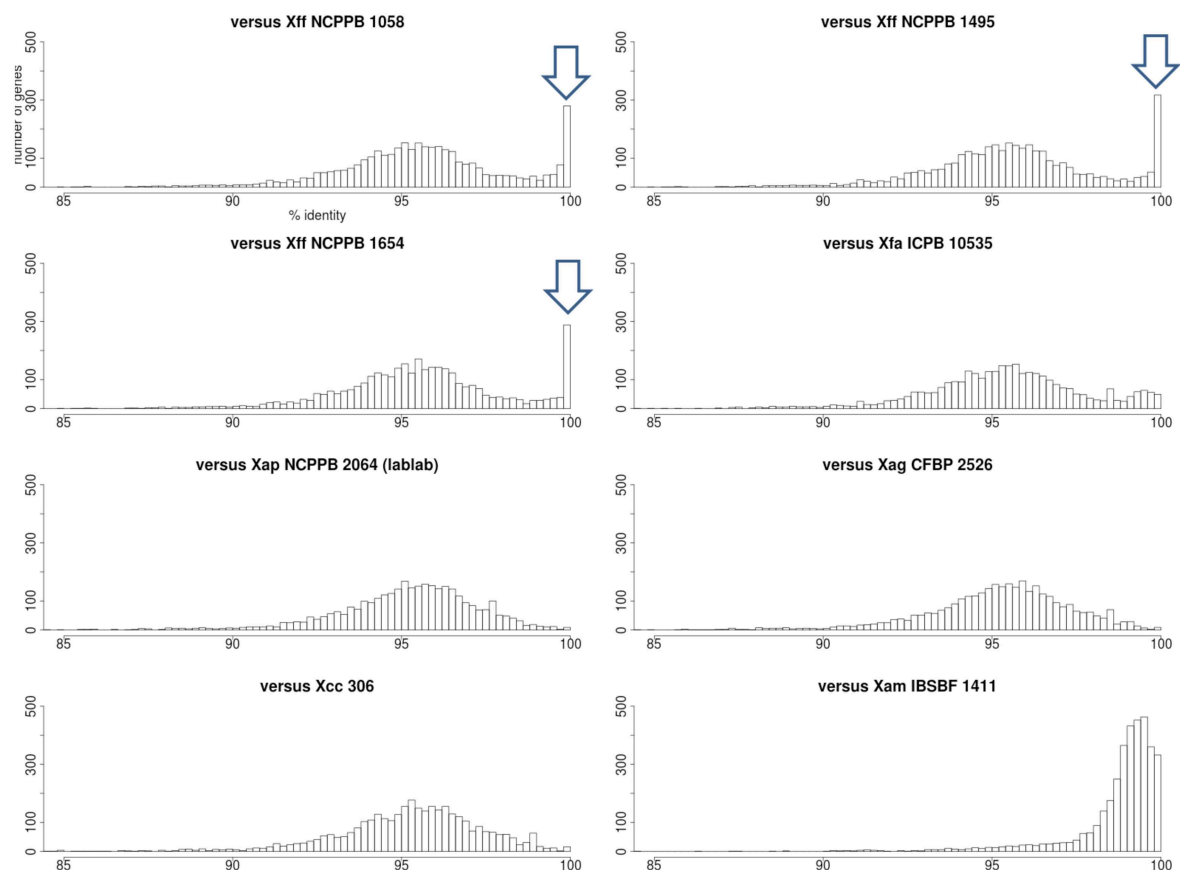 versus Xff NCPPB 1058
500
300
100
0
number of genes
85 90 95 100
% identity
versus Xff NCPPB 1495
500
300
100
0
85 90 95 100
versus Xff NCPPB 1654
500
300
100
0
85 90 95 100
versus Xfa ICPB 10535
500
300
100
0
85 90 95 100
versus Xap NCPPB 2064 (lablab)
500
300
100
0
85 90 95 100
versus Xag CFBP 2526
500
300
100
0
85 90 95 100
versus Xcc 306
500
300
100
0
85 90 95 100
versus Xam IBSBF 1411
500
300
100
0
85 90 95 100